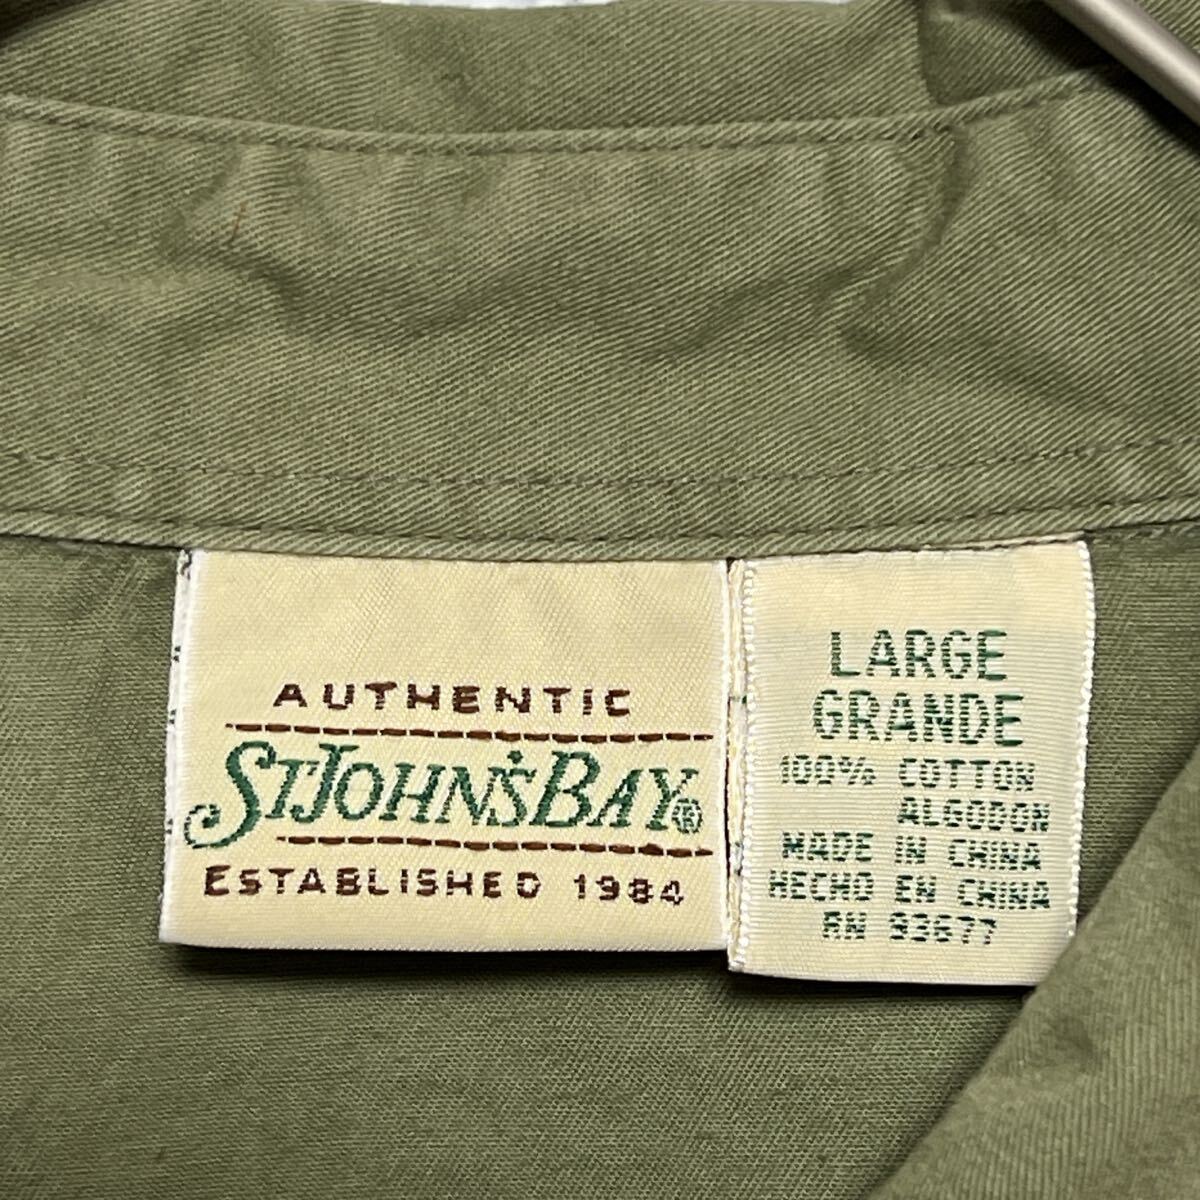 AUTHENTIC
ST JOHN'S BAY®
ESTABLISHED 1984
LARGE
GRANDE
100% COTTON
ALGODON
MADE IN CHINA
HECHO EN CHINA
RN 93677